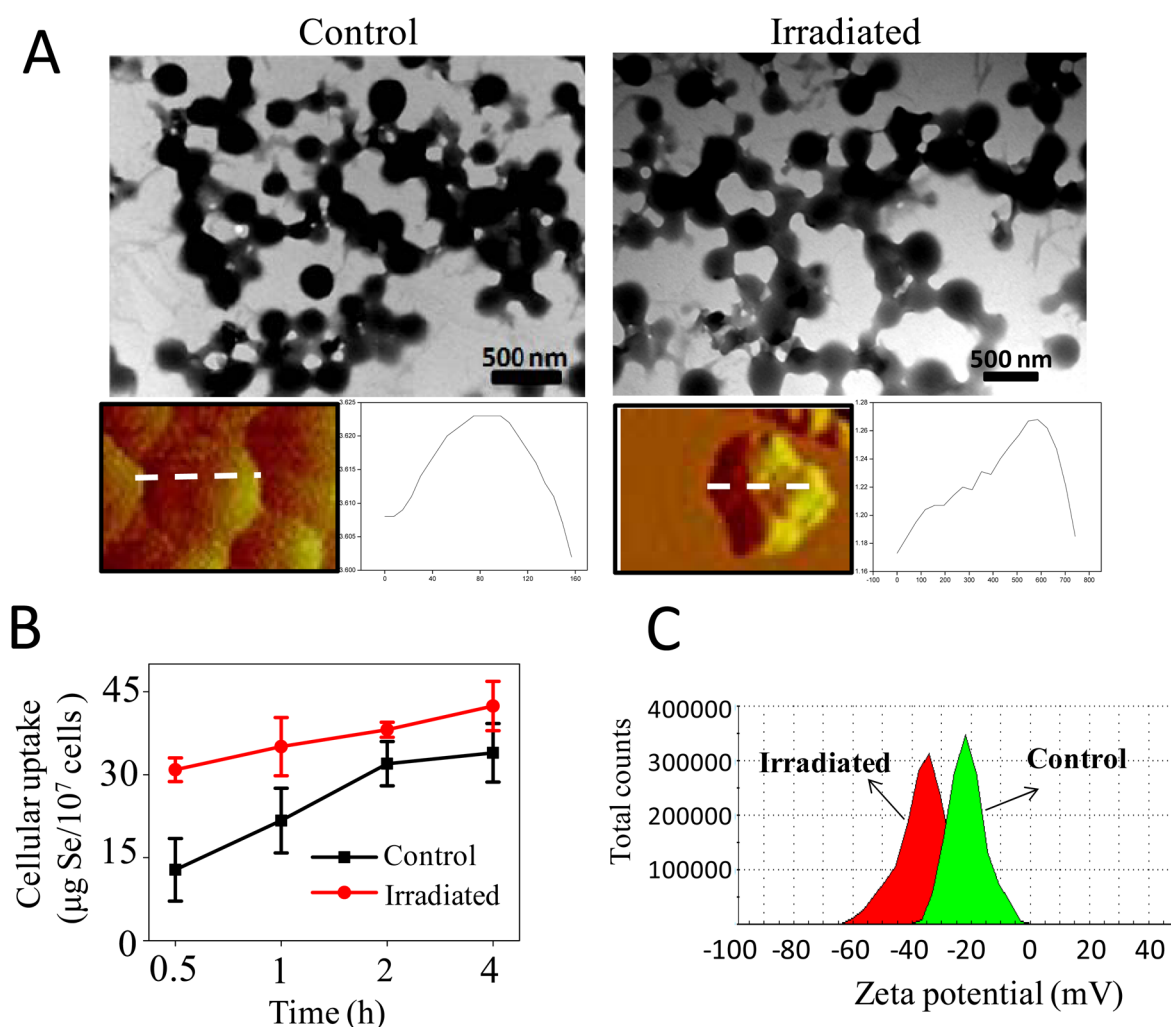 A
Control
Irradiated
500 nm
500 nm
3.625
3.620
3.615
3.610
3.605
3.600
0 40 80 120 160
1.28
1.26
1.24
1.22
1.20
1.18
1.16
-100 0 100 200 300 400 500 600 700 800
B
Cellular uptake
(µg Se/10⁷ cells)
45
30
15
0
Control
Irradiated
0.5 1 2 4
Time (h)
C
Total counts
400000
300000
200000
100000
Irradiated
Control
-100 -80 -60 -40 -20 0 20 40
Zeta potential (mV)